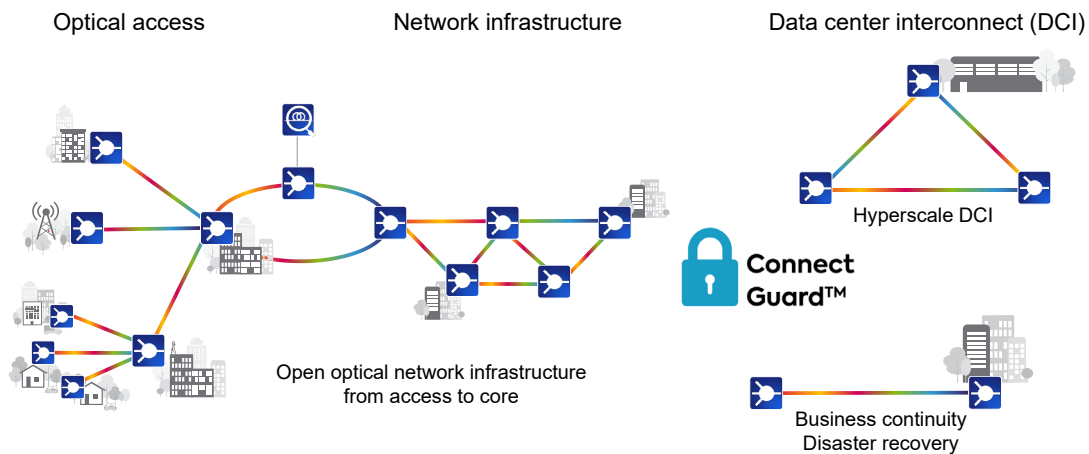 Optical access
Network infrastructure
Data center interconnect (DCI)
Hyperscale DCI
Connect
Guard™
Open optical network infrastructure
from access to core
Business continuity
Disaster recovery